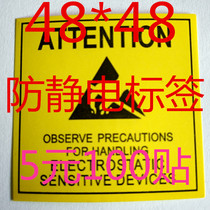 48*48
ATTENTION
防静电标签
OBSERVE PRECAUTIONS
FOR HANDLING
ELECTROSTATIC
SENSITIVE DEVICES
5元100贴